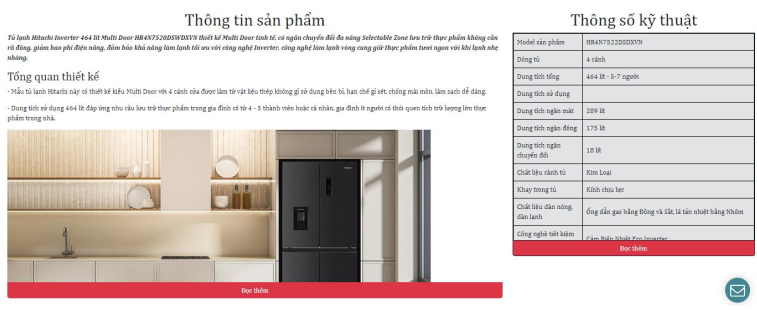 Thông tin sản phẩm
Tủ lạnh Hitachi Inverter 464 lít Multi Door HR4N7520DSWDXVN thiết kế Multi Door tinh tế, có ngăn chuyển đổi đa năng Selectable Zone lưu trữ thực phẩm không cần
rã đông, giảm hao phí điện năng, đảm bảo khả năng làm lạnh tối ưu với công nghệ Inverter, công nghệ làm lạnh vòng cung giữ thực phẩm tươi ngon với khí lạnh nhẹ
nhàng.
Tổng quan thiết kế
- Mẫu tủ lạnh Hitachi này có thiết kế kiểu Multi Door với 4 cánh cửa được làm từ vật liệu thép không gỉ sử dụng bền bỉ, hạn chế gỉ sét, chống mài mòn, làm sạch dễ dàng.
- Dung tích sử dụng 464 lít đáp ứng nhu cầu lưu trữ thực phẩm trong gia đình có từ 4 - 5 thành viên hoặc cá nhân, gia đình ít người có thói quen tích trữ lượng lớn thực
phẩm trong nhà.
Đọc thêm
Thông số kỹ thuật
Model sản phẩm HR4N7522DSDXVN
Dòng tủ 4 cánh
Dung tích tổng 464 lít - 5-7 người
Dung tích sử dụng
Dung tích ngăn mát 289 lít
Dung tích ngăn đông 175 lít
Dung tích ngăn
chuyển đổi 18 lít
Chất liệu cánh tủ Kim Loại
Khay trong tủ Kính chịu lực
Chất liệu dàn nóng,
dàn lạnh Ống dẫn gas bằng Đồng và Sắt, lá tản nhiệt bằng Nhôm
Công nghệ tiết kiệm
Cảm Biến Nhiệt Eco Inverter
Đọc thêm